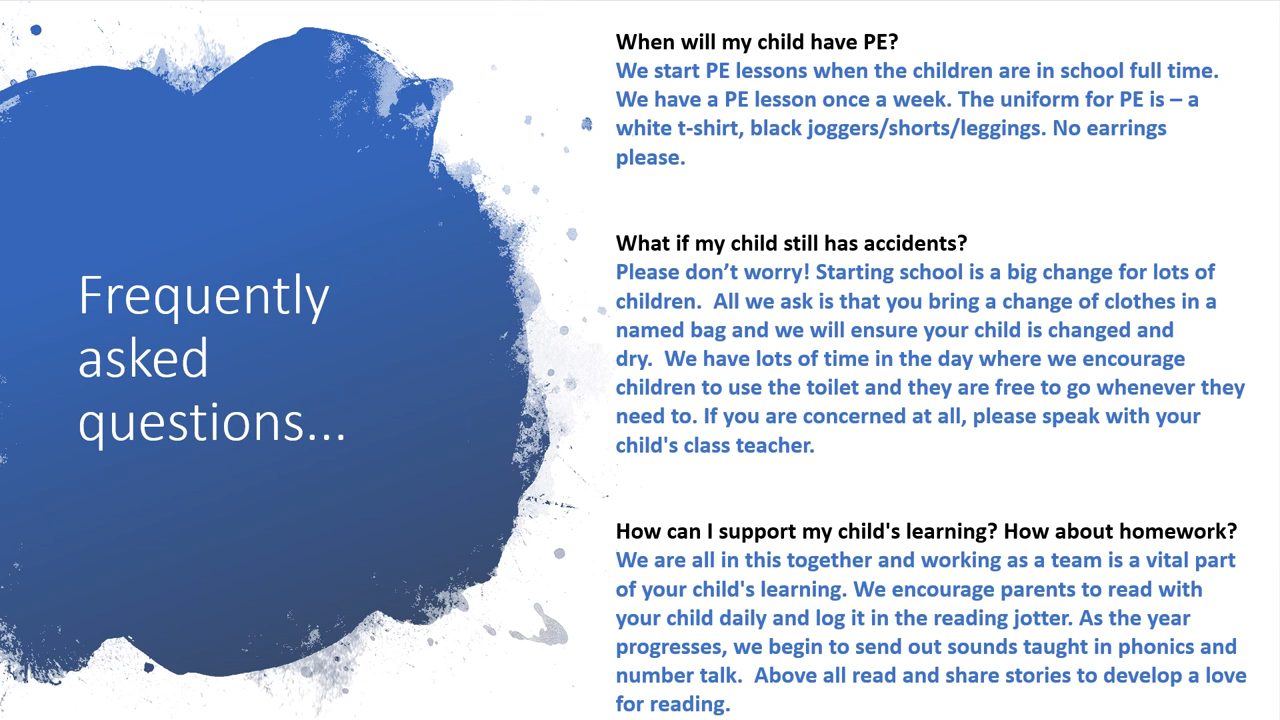 Frequently
asked
questions...
When will my child have PE?
We start PE lessons when the children are in school full time.
We have a PE lesson once a week. The uniform for PE is – a
white t-shirt, black joggers/shorts/leggings. No earrings
please.
What if my child still has accidents?
Please don’t worry! Starting school is a big change for lots of
children.  All we ask is that you bring a change of clothes in a
named bag and we will ensure your child is changed and
dry.  We have lots of time in the day where we encourage
children to use the toilet and they are free to go whenever they
need to. If you are concerned at all, please speak with your
child's class teacher.
How can I support my child's learning? How about homework?
We are all in this together and working as a team is a vital part
of your child's learning. We encourage parents to read with
your child daily and log it in the reading jotter. As the year
progresses, we begin to send out sounds taught in phonics and
number talk.  Above all read and share stories to develop a love
for reading.